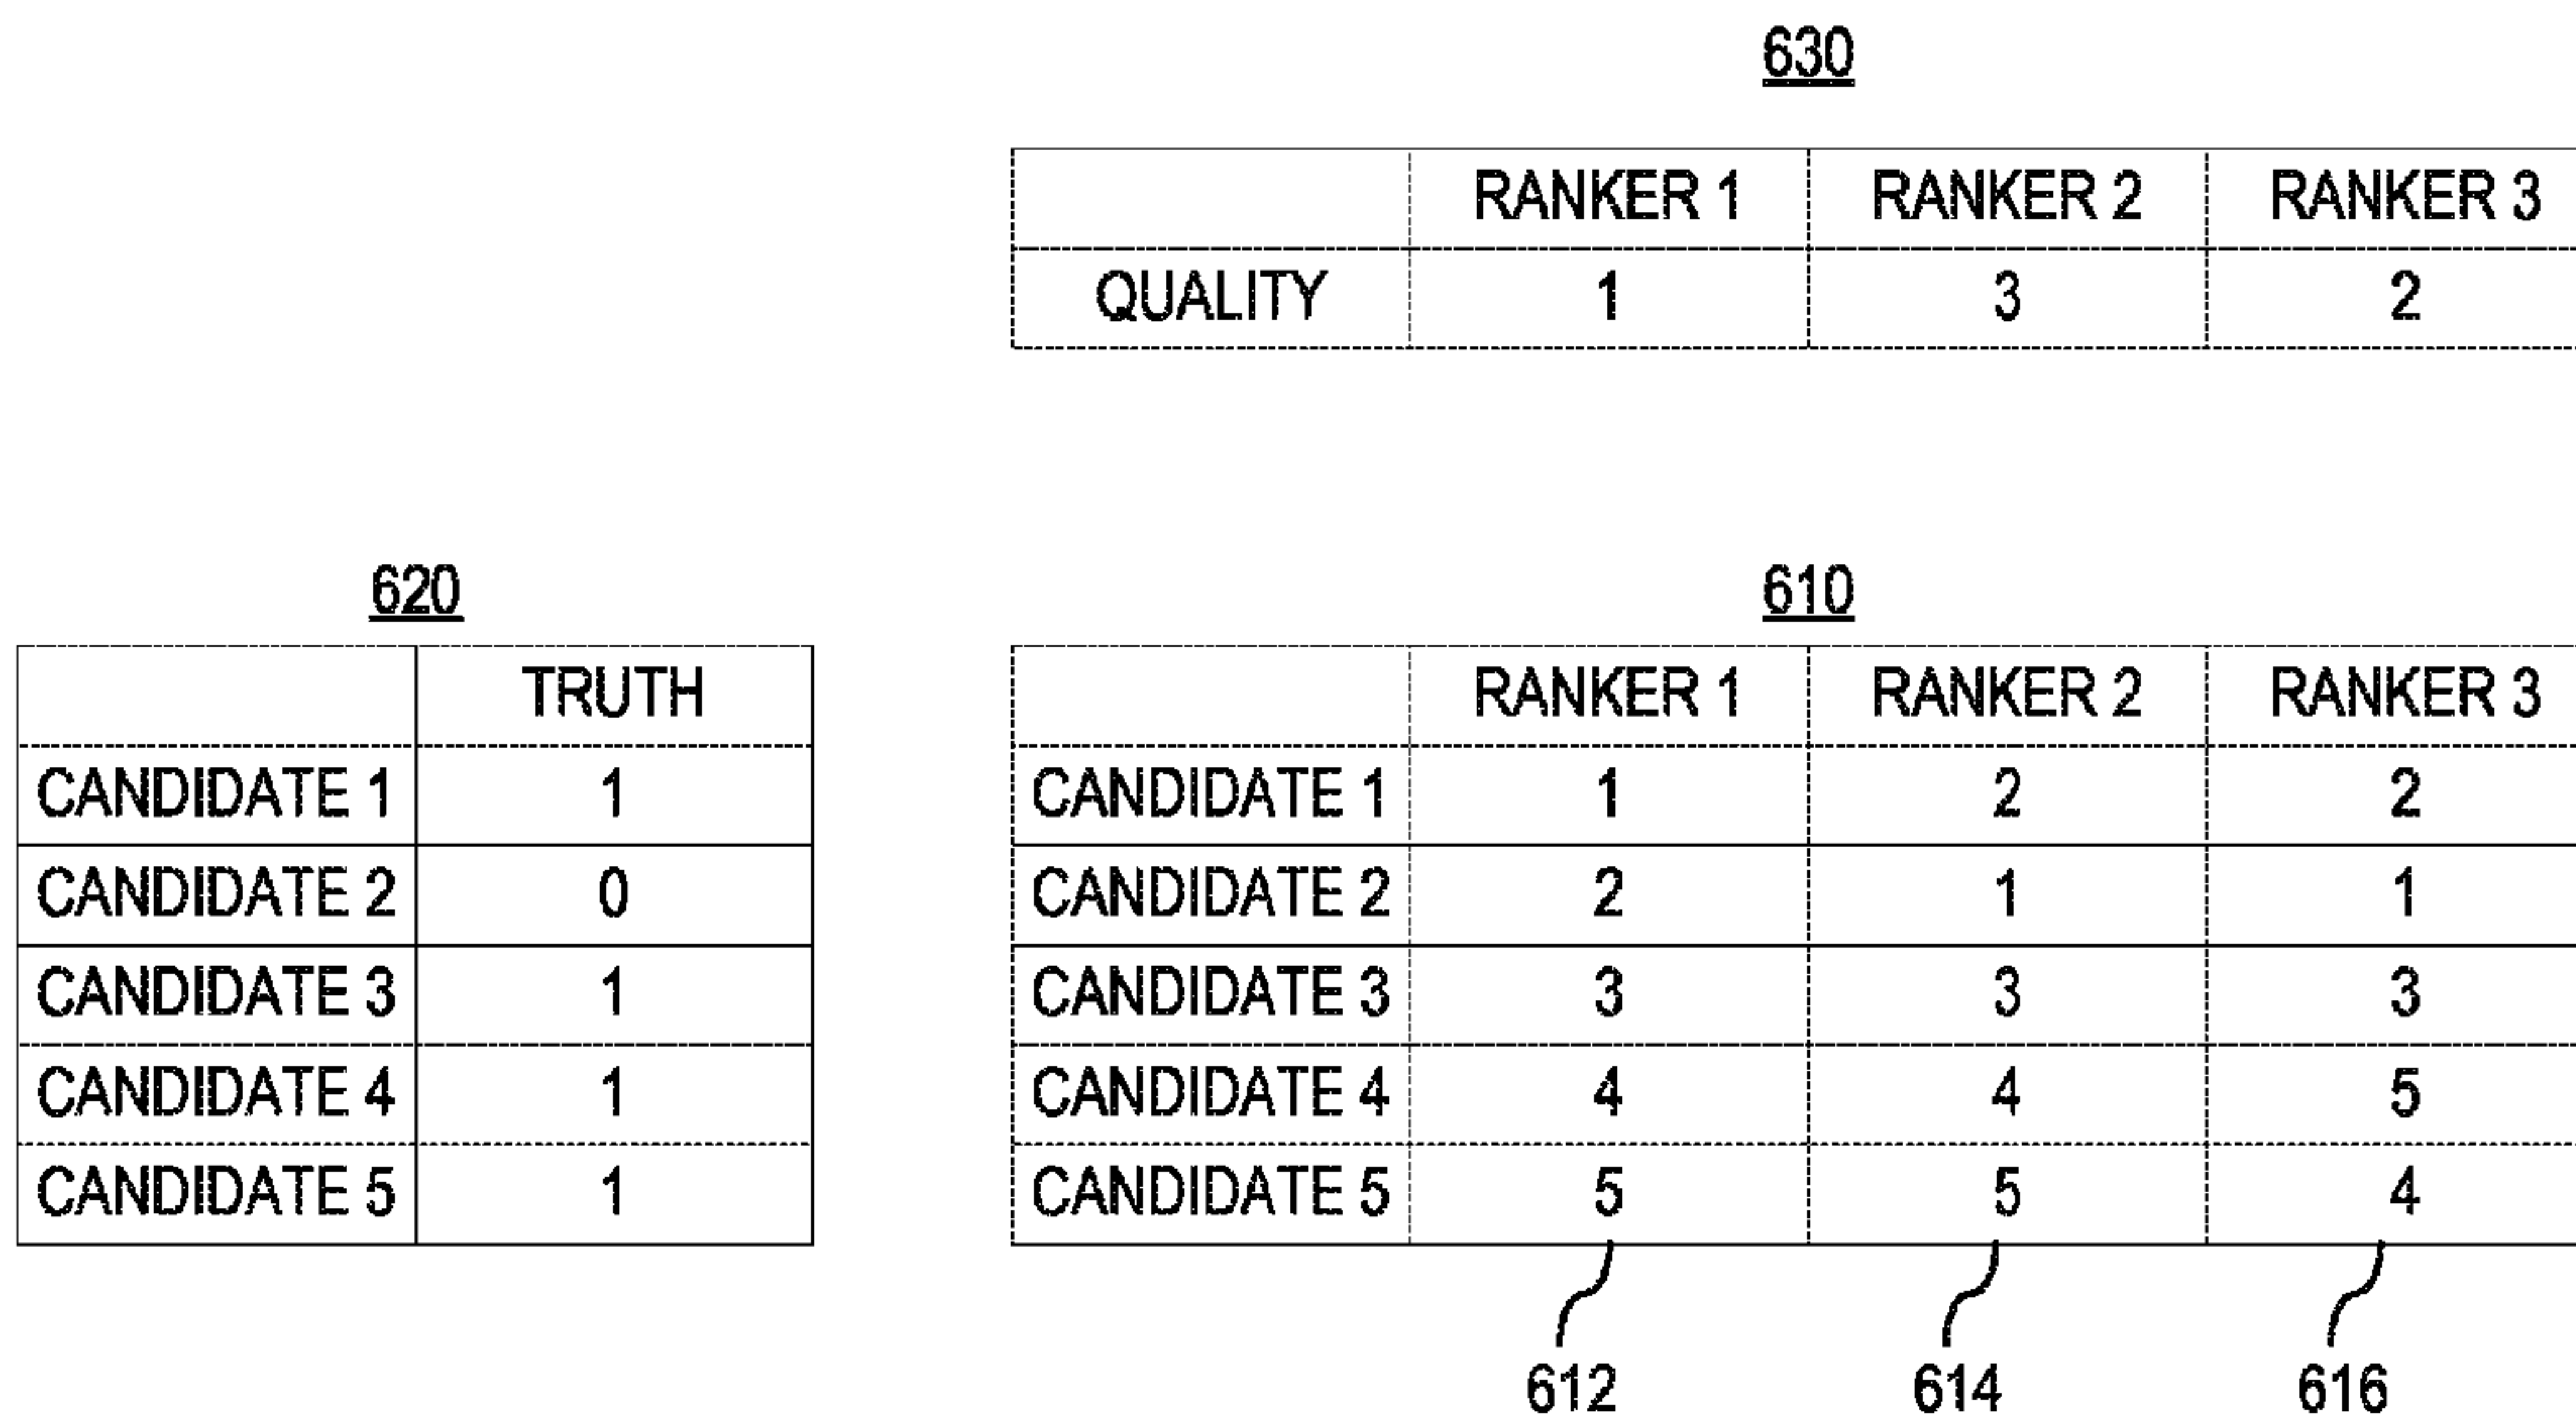 630
RANKER 1 RANKER 2 RANKER 3
QUALITY 1 3 2
620
TRUTH
CANDIDATE 1 1
CANDIDATE 2 0
CANDIDATE 3 1
CANDIDATE 4 1
CANDIDATE 5 1
610
RANKER 1 RANKER 2 RANKER 3
CANDIDATE 1 1 2 2
CANDIDATE 2 2 1 1
CANDIDATE 3 3 3 3
CANDIDATE 4 4 4 5
CANDIDATE 5 5 5 4
612 614 616